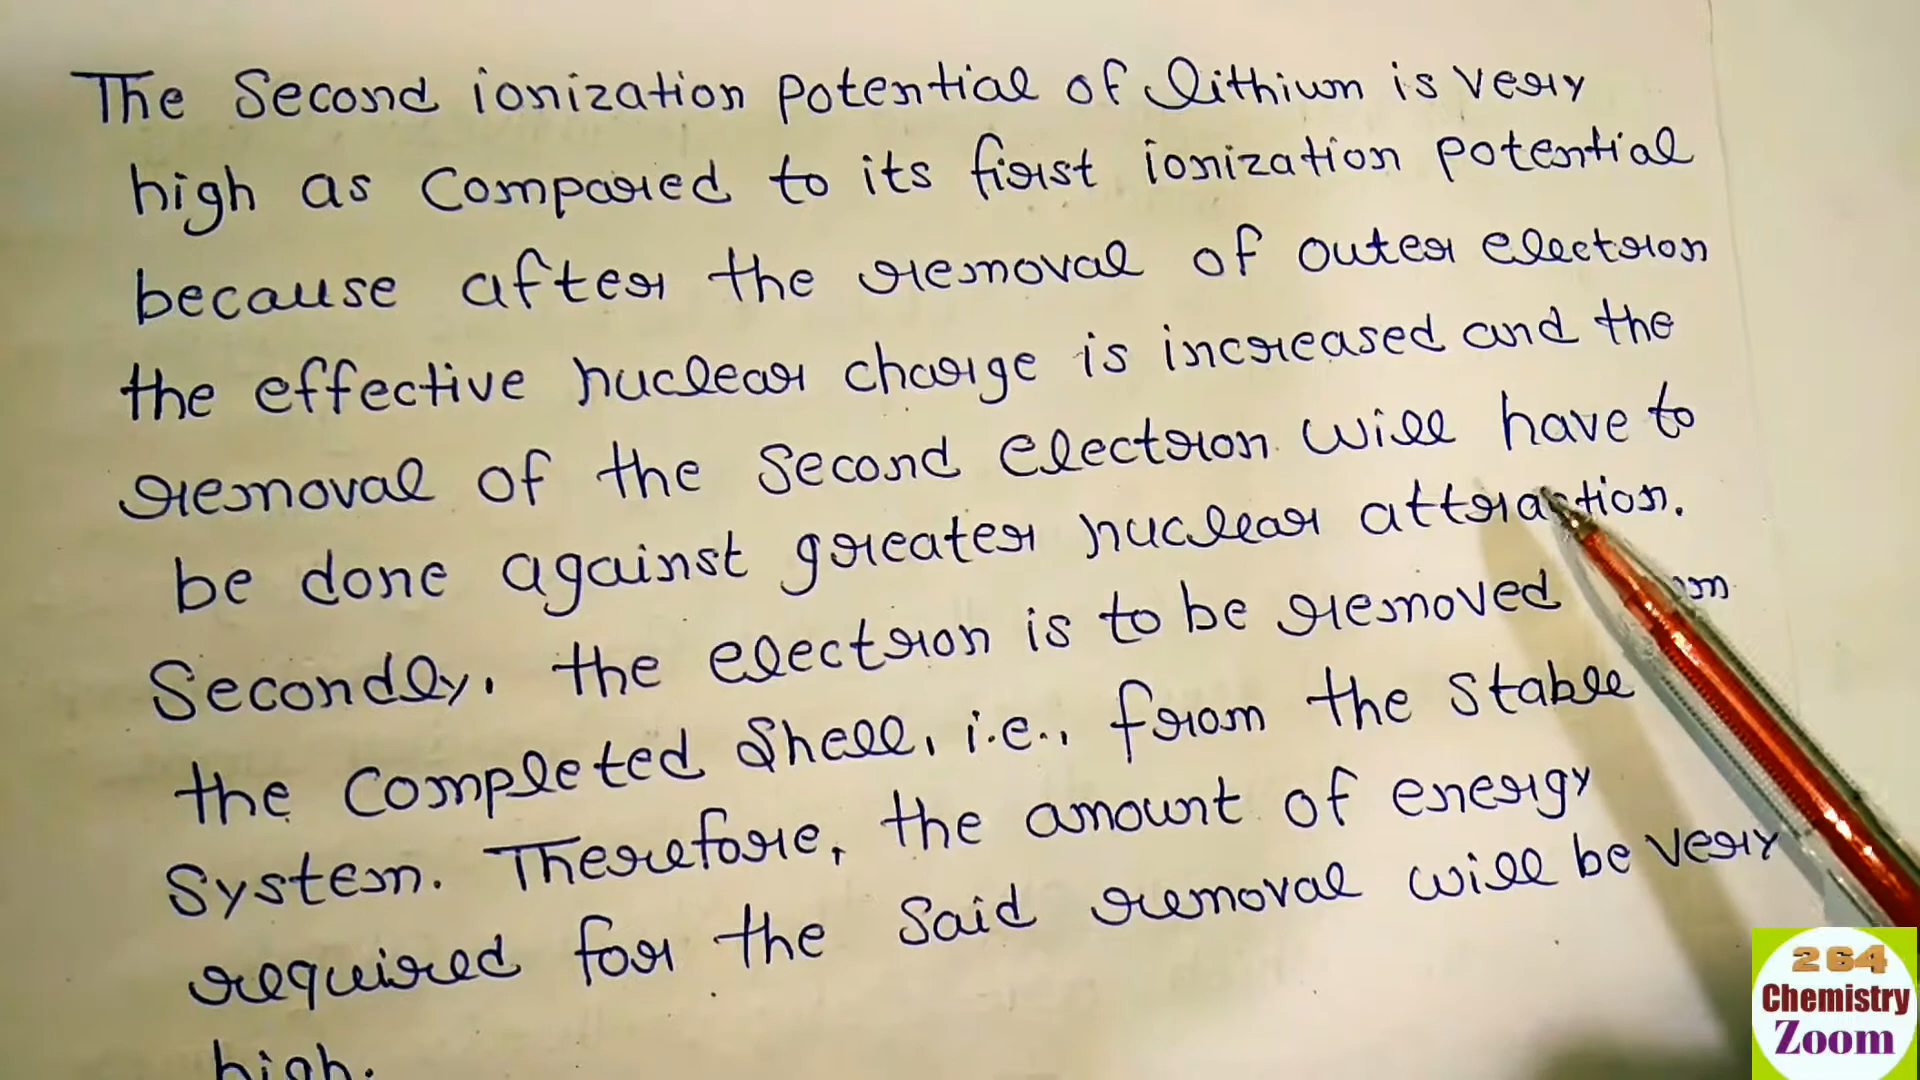 The Second ionization potential of lithium is very
high as Compared to its first ionization potential
because after the removal of outer electron
the effective nuclear charge is increased and the
removal of the second electron will have to
be done against greater nuclear attraction.
Secondly, the electron is to be removed
the completed shell, i.e., from the stable
System. Therefore, the amount of energy
required for the said removal will be very
high.
264
Chemistry
Zoom